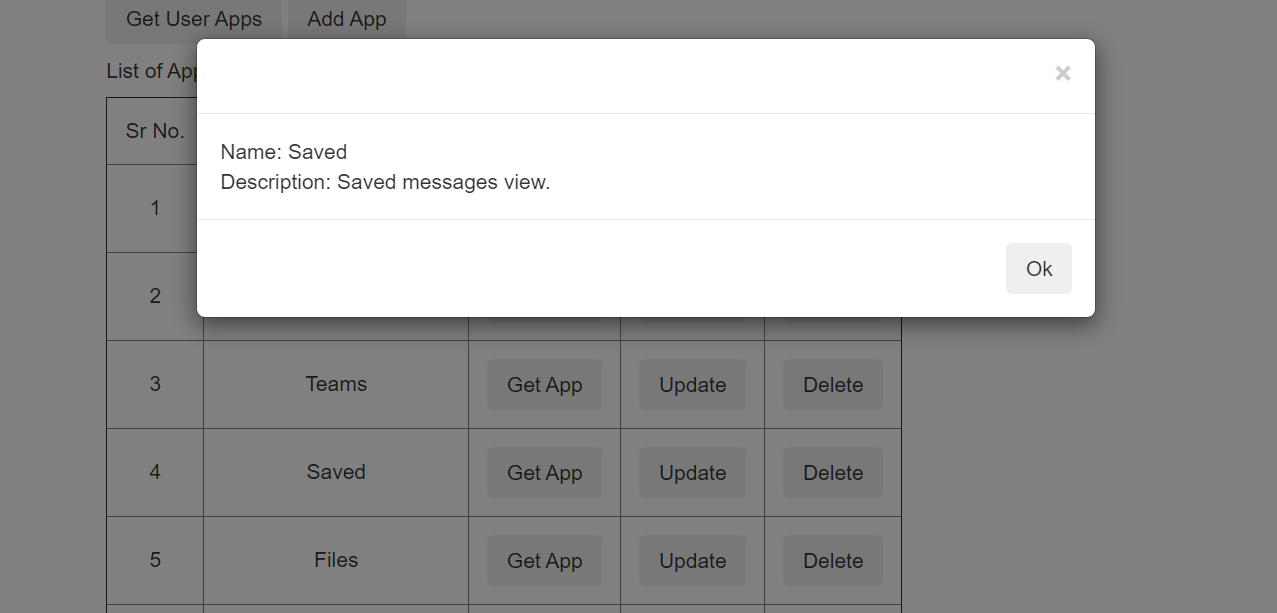 Get User Apps Add App
List of App
×
Name: Saved
Description: Saved messages view.
Ok
Sr No.
1
2
3 Teams Get App Update Delete
4 Saved Get App Update Delete
5 Files Get App Update Delete